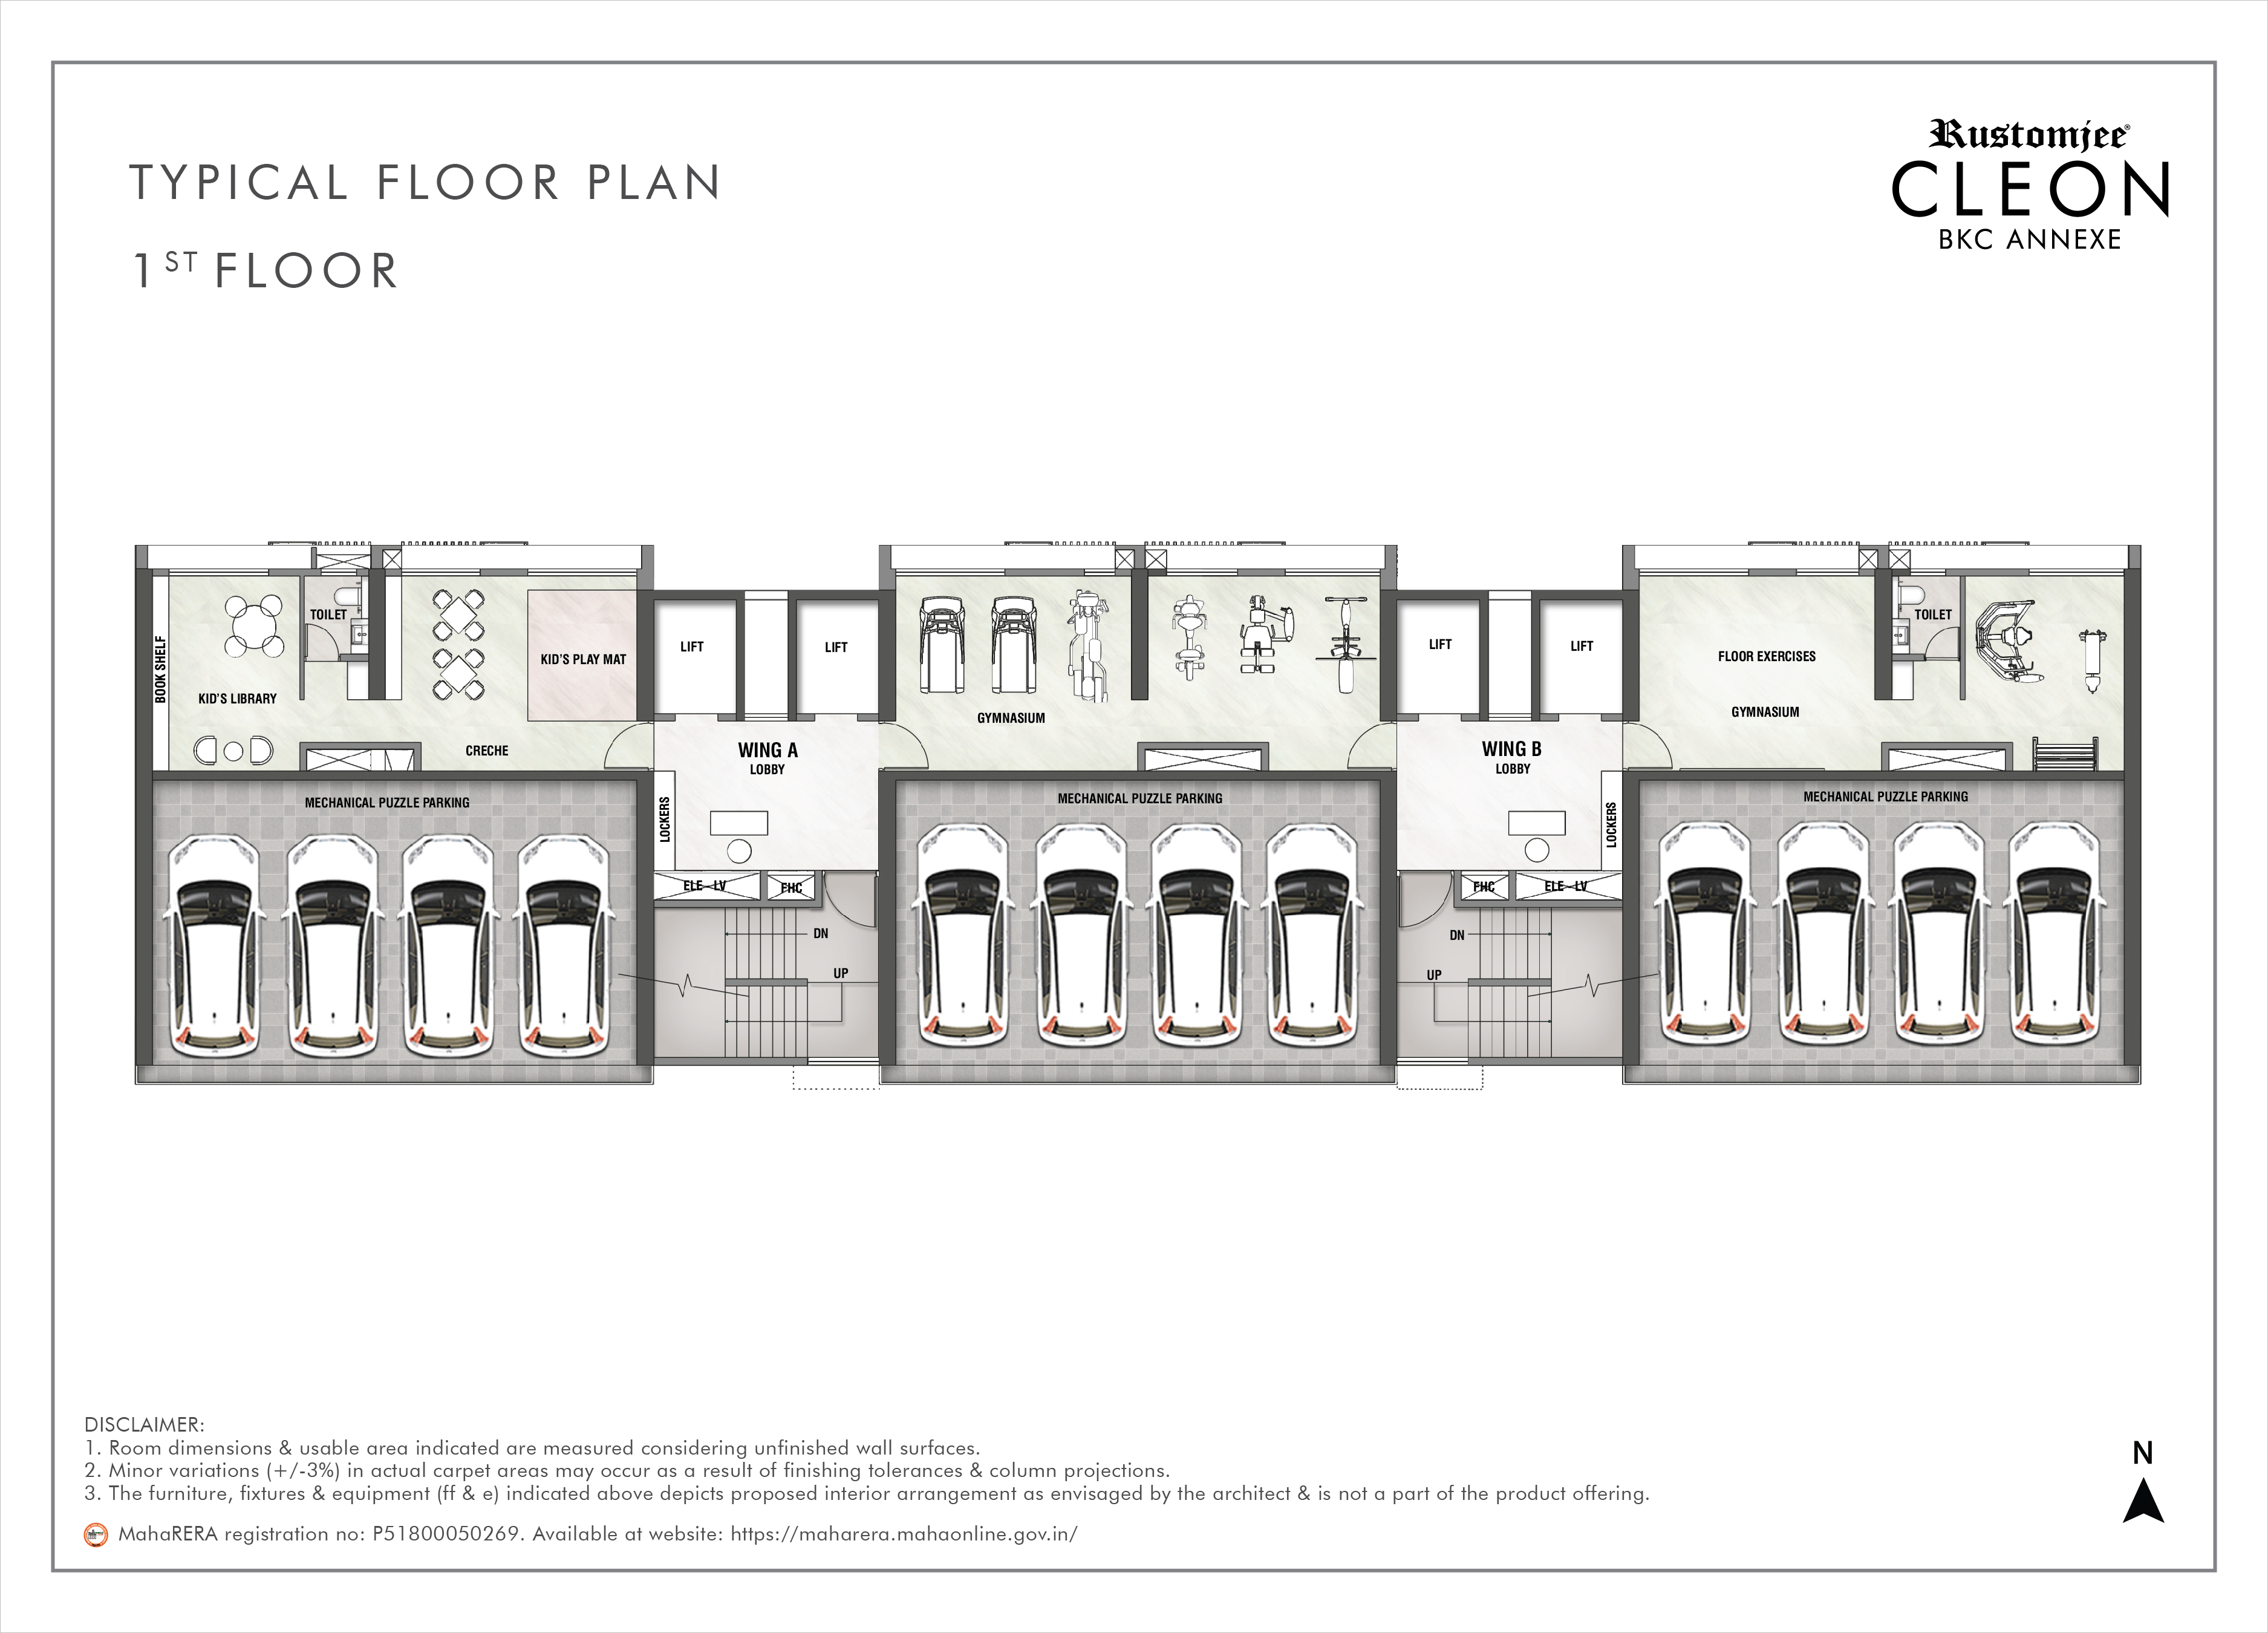 TYPICAL FLOOR PLAN
1ST FLOOR
Rustomjee®
CLEON
BKC ANNEXE
BOOK SHELF
KID'S LIBRARY
TOILET
CRECHE
KID'S PLAY MAT
LIFT
LIFT
WING A
LOBBY
LOCKERS
ELE LV
FHC
DN
UP
GYMNASIUM
LIFT
LIFT
WING B
LOBBY
LOCKERS
FHC
ELE LV
DN
UP
FLOOR EXERCISES
GYMNASIUM
TOILET
MECHANICAL PUZZLE PARKING
MECHANICAL PUZZLE PARKING
MECHANICAL PUZZLE PARKING
DISCLAIMER:
1. Room dimensions & usable area indicated are measured considering unfinished wall surfaces.
2. Minor variations (+/-3%) in actual carpet areas may occur as a result of finishing tolerances & column projections.
3. The furniture, fixtures & equipment (ff & e) indicated above depicts proposed interior arrangement as envisaged by the architect & is not a part of the product offering.
MahaRERA registration no: P51800050269. Available at website: https://maharera.mahaonline.gov.in/
N